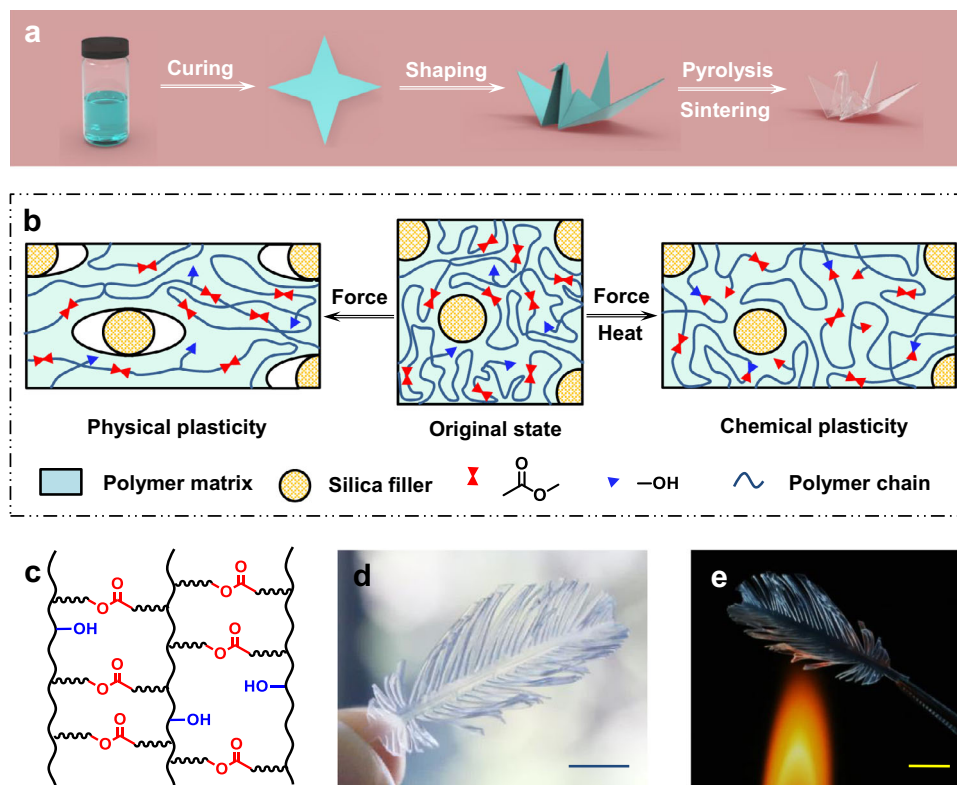 a
Curing
Shaping
Pyrolysis
Sintering
b
Force
Force
Heat
Physical plasticity
Original state
Chemical plasticity
Polymer matrix
Silica filler
O
O
–OH
Polymer chain
c
O
O
O
O
OH
O
O
O
O
HO
OH
O
O
O
O
d
e